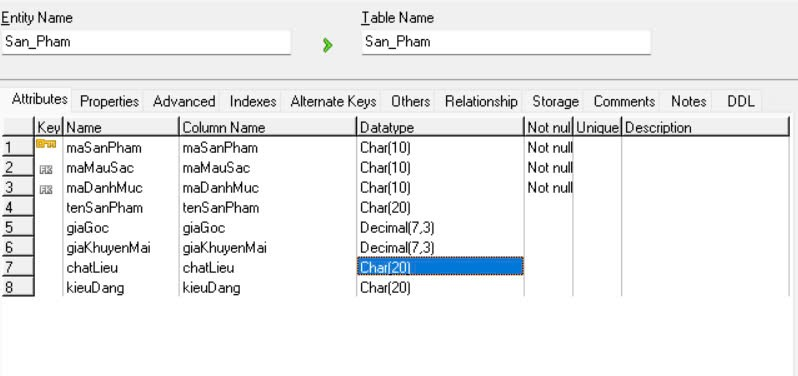 Entity Name Table Name
San_Pham San_Pham
Attributes Properties Advanced Indexes Alternate Keys Others Relationship Storage Comments Notes DDL
Key Name Column Name Datatype Not nul Unique Description
1 maSanPham maSanPham Char(10) Not null
2 FK maMauSac maMauSac Char(10) Not null
3 FK maDanhMuc maDanhMuc Char(10) Not null
4 tenSanPham tenSanPham Char(20)
5 giaGoc giaGoc Decimal(7,3)
6 giaKhuyenMai giaKhuyenMai Decimal(7,3)
7 chatLieu chatLieu Char(20)
8 kieuDang kieuDang Char(20)